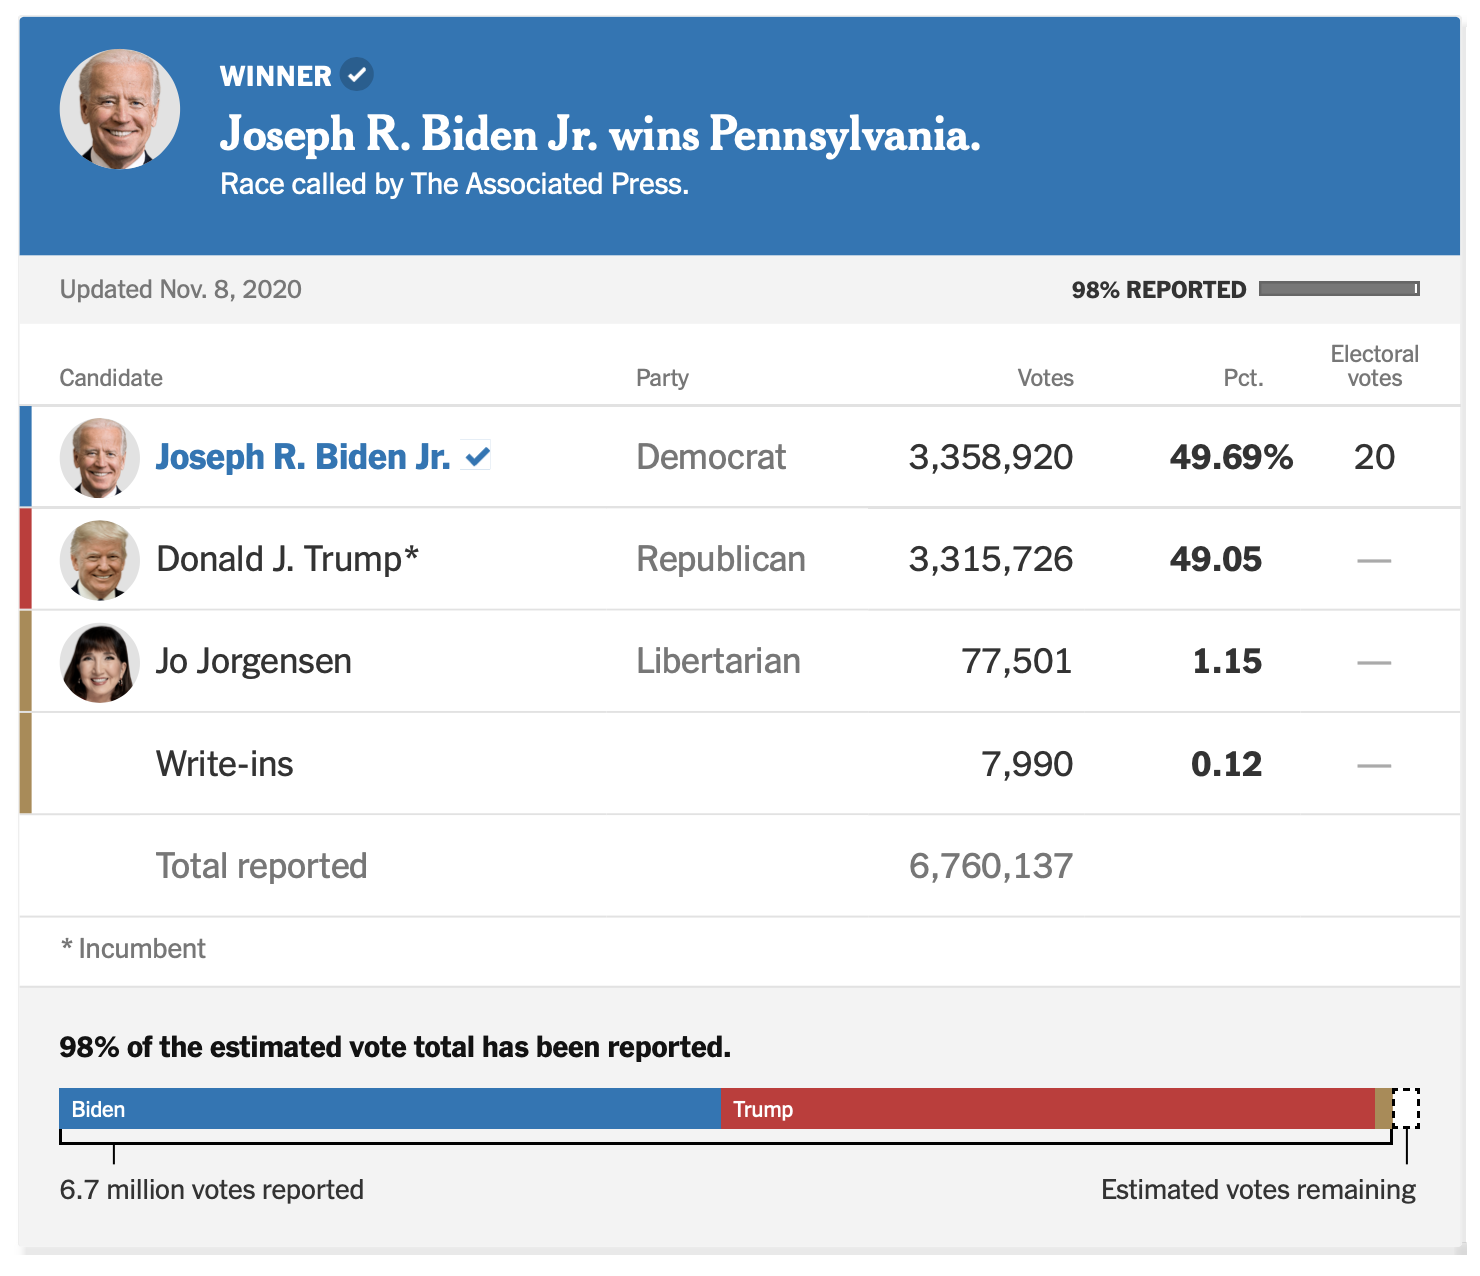 WINNER
Joseph R. Biden Jr. wins Pennsylvania.
Race called by The Associated Press.
Updated Nov. 8, 2020 98% REPORTED
Candidate Party Votes Pct. Electoral votes
Joseph R. Biden Jr. Democrat 3,358,920 49.69% 20
Donald J. Trump* Republican 3,315,726 49.05 —
Jo Jorgensen Libertarian 77,501 1.15 —
Write-ins 7,990 0.12 —
Total reported 6,760,137
* Incumbent
98% of the estimated vote total has been reported.
Biden Trump
6.7 million votes reported Estimated votes remaining